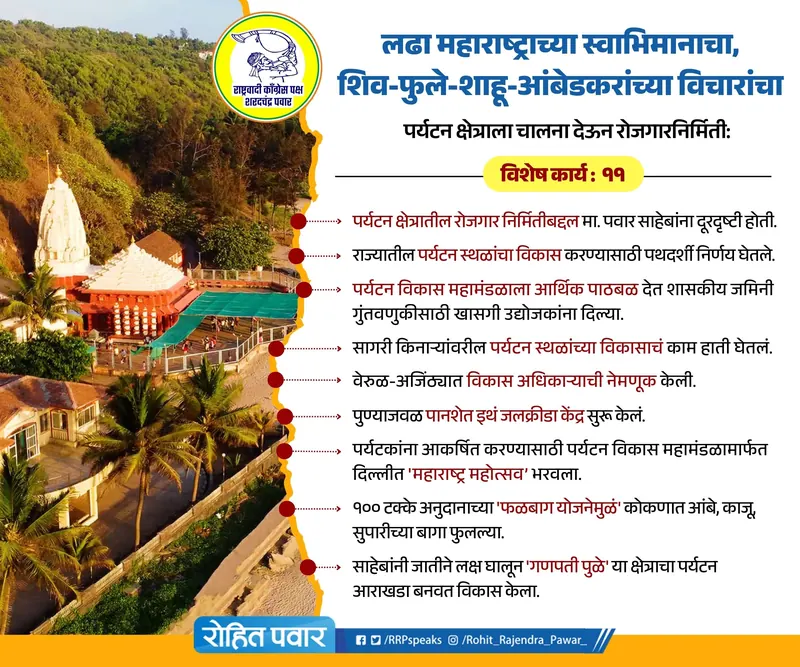 राष्ट्रवादी काँग्रेस पक्ष
शरदचंद्र पवार
लढा महाराष्ट्राच्या स्वाभिमानाचा,
शिव-फुले-शाहू-आंबेडकरांच्या विचारांचा
पर्यटन क्षेत्राला चालना देऊन रोजगारनिर्मिती:
विशेष कार्य : ११
पर्यटन क्षेत्रातील रोजगार निर्मितीबद्दल मा. पवार साहेबांना दूरदृष्टी होती.
राज्यातील पर्यटन स्थळांचा विकास करण्यासाठी पथदर्शी निर्णय घेतले.
पर्यटन विकास महामंडळाला आर्थिक पाठबळ देत शासकीय जमिनी
गुंतवणुकीसाठी खासगी उद्योजकांना दिल्या.
सागरी किनाऱ्यांवरील पर्यटन स्थळांच्या विकासाचं काम हाती घेतलं.
वेरुळ-अजिंठ्यात विकास अधिकाऱ्याची नेमणूक केली.
पुण्याजवळ पानशेत इथं जलक्रीडा केंद्र सुरू केलं.
पर्यटकांना आकर्षित करण्यासाठी पर्यटन विकास महामंडळामार्फत
दिल्लीत 'महाराष्ट्र महोत्सव' भरवला.
१०० टक्के अनुदानाच्या 'फळबाग योजनेमुळं' कोकणात आंबे, काजू,
सुपारीच्या बागा फुलल्या.
साहेबांनी जातीने लक्ष घालून 'गणपती पुळे' या क्षेत्राचा पर्यटन
आराखडा बनवत विकास केला.
रोहित पवार
/RRPspeaks /Rohit_Rajendra_Pawar_